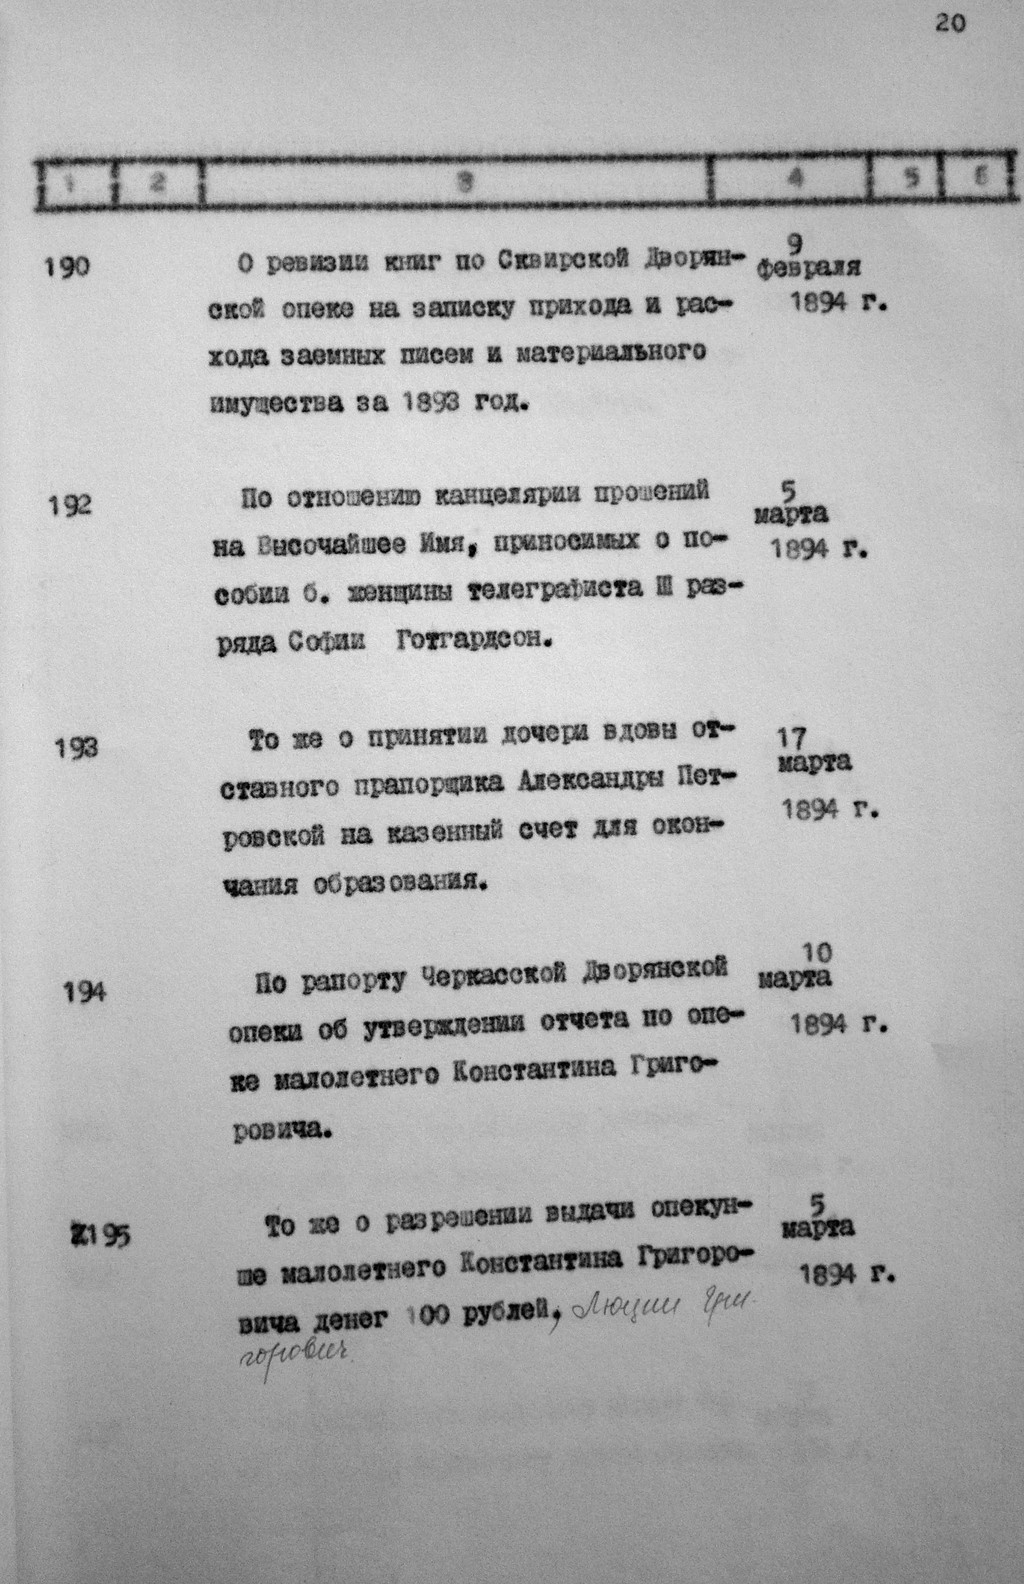 20
1 2 3 4 5 6
190 О ревизии книг по Сквирской Дворян- 9 февраля
ской опеке на записку прихода и рас- 1894 г.
хода заемных писем и материального
имущества за 1893 год.
192 По отношению канцелярии прошений 5 марта
на Высочайшее Имя, приносимых о по- 1894 г.
собии б. женщины телеграфиста Ш раз-
ряда Софии Готгардсон.
193 То же о принятии дочери вдовы от- 17 марта
ставного прапорщика Александры Пет-
ровской на казенный счет для окон- 1894 г.
чания образования.
194 По рапорту Черкасской Дворянской 10 марта
опеки об утверждении отчета по опе- 1894 г.
ке малолетнего Константина Григо-
ровича.
195 То же о разрешении выдачи опекун- 5 марта
ше малолетнего Константина Григоро- 1894 г.
вича денег 100 рублей, Люции Гри-
горович.